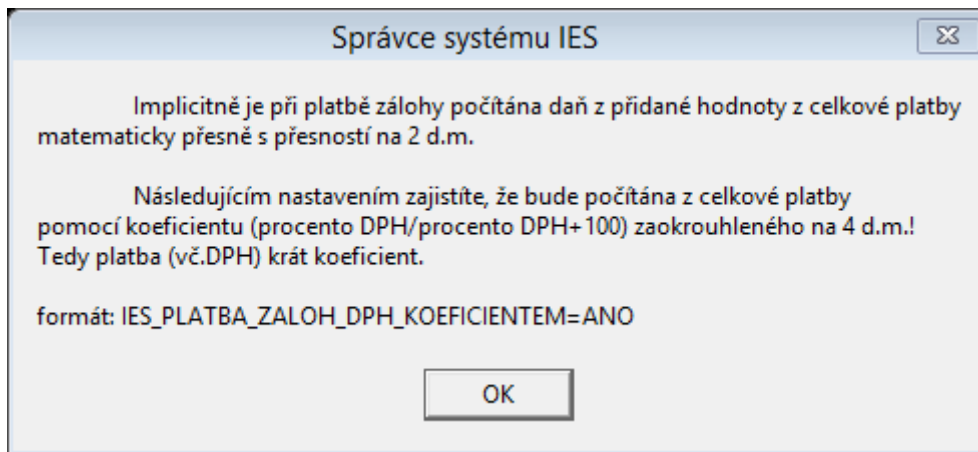 Správce systému IES
Implicitně je při platbě zálohy počítána daň z přidané hodnoty z celkové platby
matematicky přesně s přesností na 2 d.m.
Následujícím nastavením zajistíte, že bude počítána z celkové platby
pomocí koeficientu (procento DPH/procento DPH+100) zaokrouhleného na 4 d.m.!
Tedy platba (vč.DPH) krát koeficient.
formát: IES_PLATBA_ZALOH_DPH_KOEFICIENTEM=ANO
OK